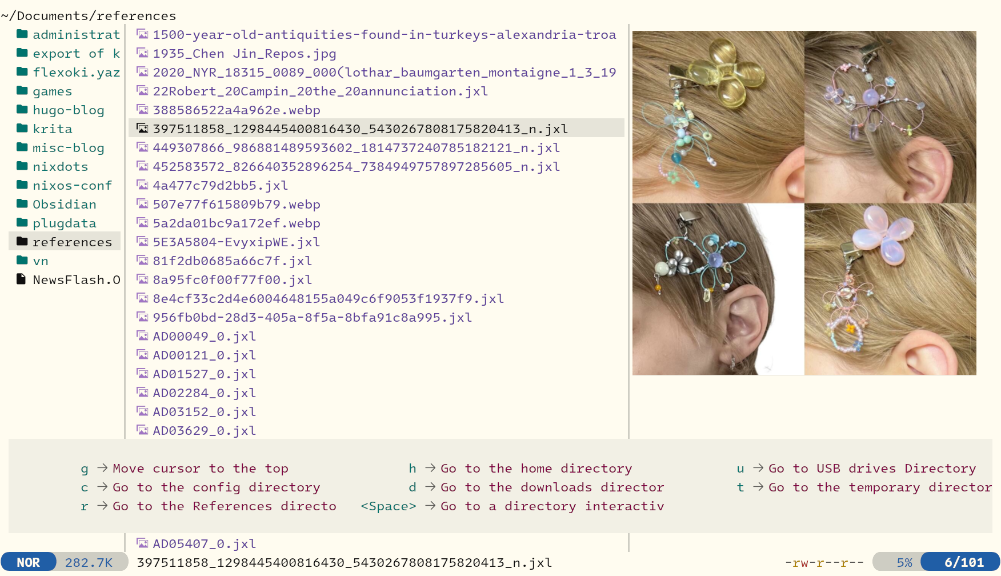 ~/Documents/references
administrat
export of k
flexoki.yaz
games
hugo-blog
krita
misc-blog
nixdots
nixos-conf
Obsidian
plugdata
references
vn
NewsFlash.O
1500-year-old-antiquities-found-in-turkeys-alexandria-troa
1935_Chen Jin_Repos.jpg
2020_NYR_18315_0089_000(lothar_baumgarten_montaigne_1_3_19
22Robert_20Campin_20the_20annunciation.jxl
388586522a4a962e.webp
397511858_1298445400816430_5430267808175820413_n.jxl
449307866_986881489593602_1814737240785182121_n.jxl
452583572_826640352896254_7384949757897285605_n.jxl
4a477c79d2bb5.jxl
507e77f615809b79.webp
5a2da01bc9a172ef.webp
5E3A5804-EvyxipWE.jxl
81f2db0685a66c7f.jxl
8a95fc0f00f77f00.jxl
8e4cf33c2d4e6004648155a049c6f9053f1937f9.jxl
956fb0bd-28d3-405a-8f5a-8bfa91c8a995.jxl
AD00049_0.jxl
AD00121_0.jxl
AD01527_0.jxl
AD02284_0.jxl
AD03152_0.jxl
AD03629_0.jxl
g → Move cursor to the top h → Go to the home directory u → Go to USB drives Directory
c → Go to the config directory d → Go to the downloads director t → Go to the temporary director
r → Go to the References directo <Space> → Go to a directory interactiv
AD05407_0.jxl
NOR 282.7K 397511858_1298445400816430_5430267808175820413_n.jxl -rw-r--r-- 5% 6/101